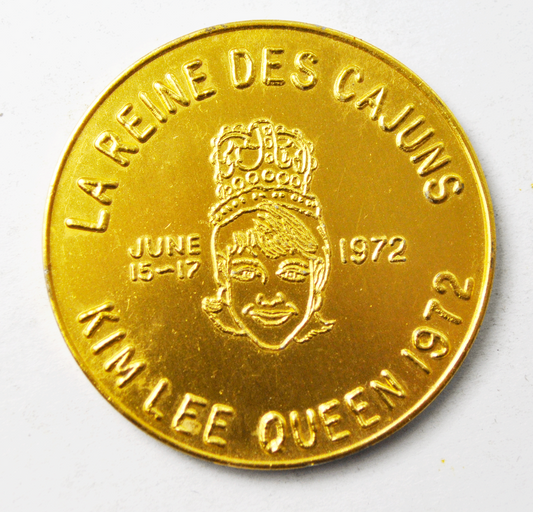 LA REINE DES CAJUNS
JUNE
15-17
1972
KIM LEE QUEEN 1972